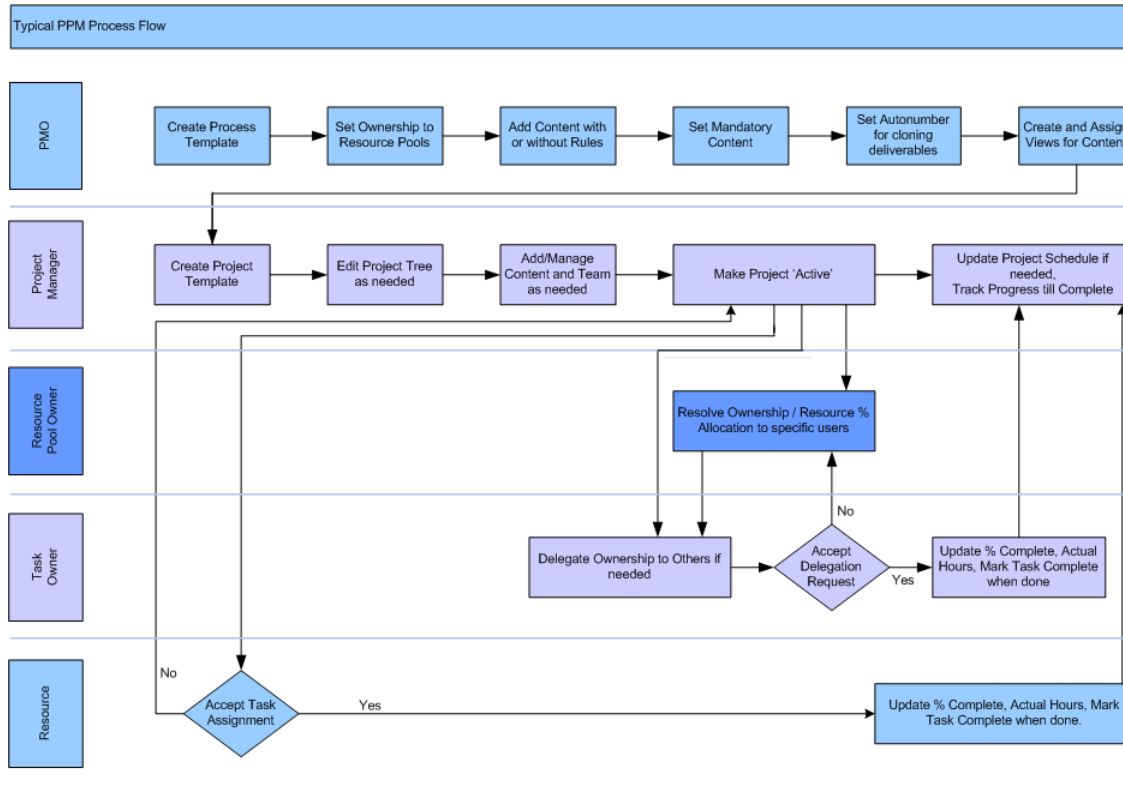 Typical PPM Process Flow
PMO
Create Process
Template
Set Ownership to
Resource Pools
Add Content with
or without Rules
Set Mandatory
Content
Set Autonumber
for cloning
deliverables
Create and Assig
Views for Conten
Project
Manager
Create Project
Template
Edit Project Tree
as needed
Add/Manage
Content and Team
as needed
Make Project ‘Active’
Update Project Schedule if
needed,
Track Progress till Complete
Resource
Pool Owner
Resolve Ownership / Resource %
Allocation to specific users
Task
Owner
Delegate Ownership to Others if
needed
No
Accept
Delegation
Request
Yes
Update % Complete, Actual
Hours, Mark Task Complete
when done
Resource
No
Accept Task
Assignment
Yes
Update % Complete, Actual Hours, Mark
Task Complete when done.